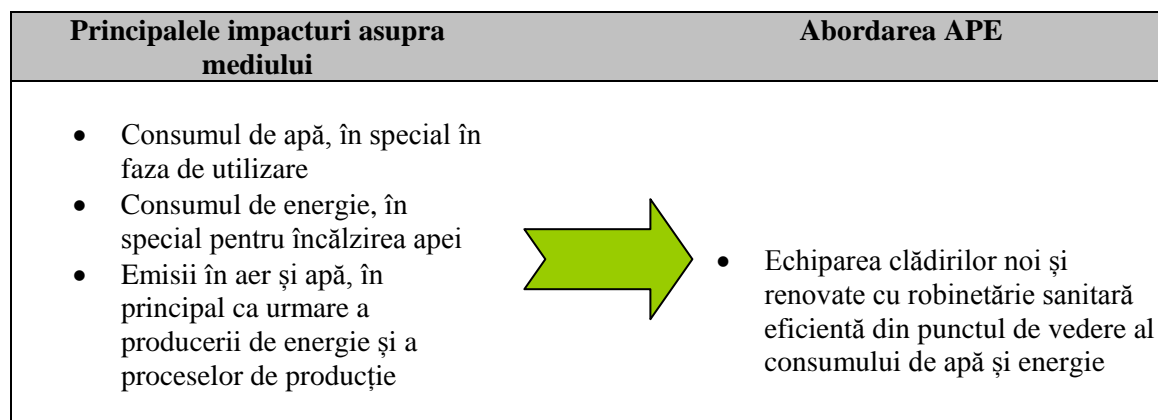 Principalele impacturi asupra
mediului
Abordarea APE
• Consumul de apă, în special în
faza de utilizare
• Consumul de energie, în
special pentru încălzirea apei
• Emisii în aer și apă, în
principal ca urmare a
producerii de energie și a
proceselor de producție
• Echiparea clădirilor noi și
renovate cu robinetărie sanitară
eficientă din punctul de vedere al
consumului de apă și energie